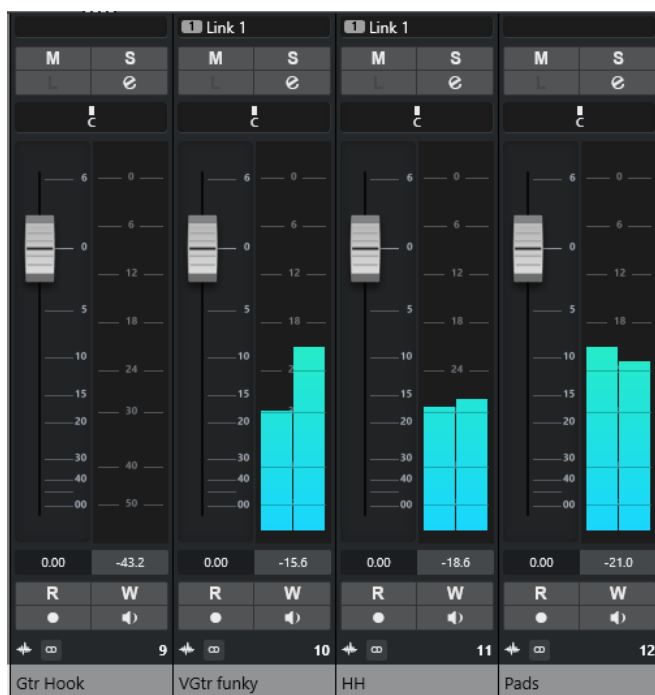 1 Link 1 1 Link 1
M S M S M S M S
L e L e L e L e
C C C C
6 0 6 0 6 0 6 0
6 6 6 6
0 0 0 0
12 12 12 12
5 5 5 5
18 18 18 18
10 10 10 10
24 24
15 15 15 15
30
20 20 20 20
30 30 30 30
40 40 40 40
40
50
00 00 00 00
0.00 -43.2 0.00 -15.6 0.00 -18.6 0.00 -21.0
R W R W R W R W
9 10 11 12
Gtr Hook VGtr funky HH Pads